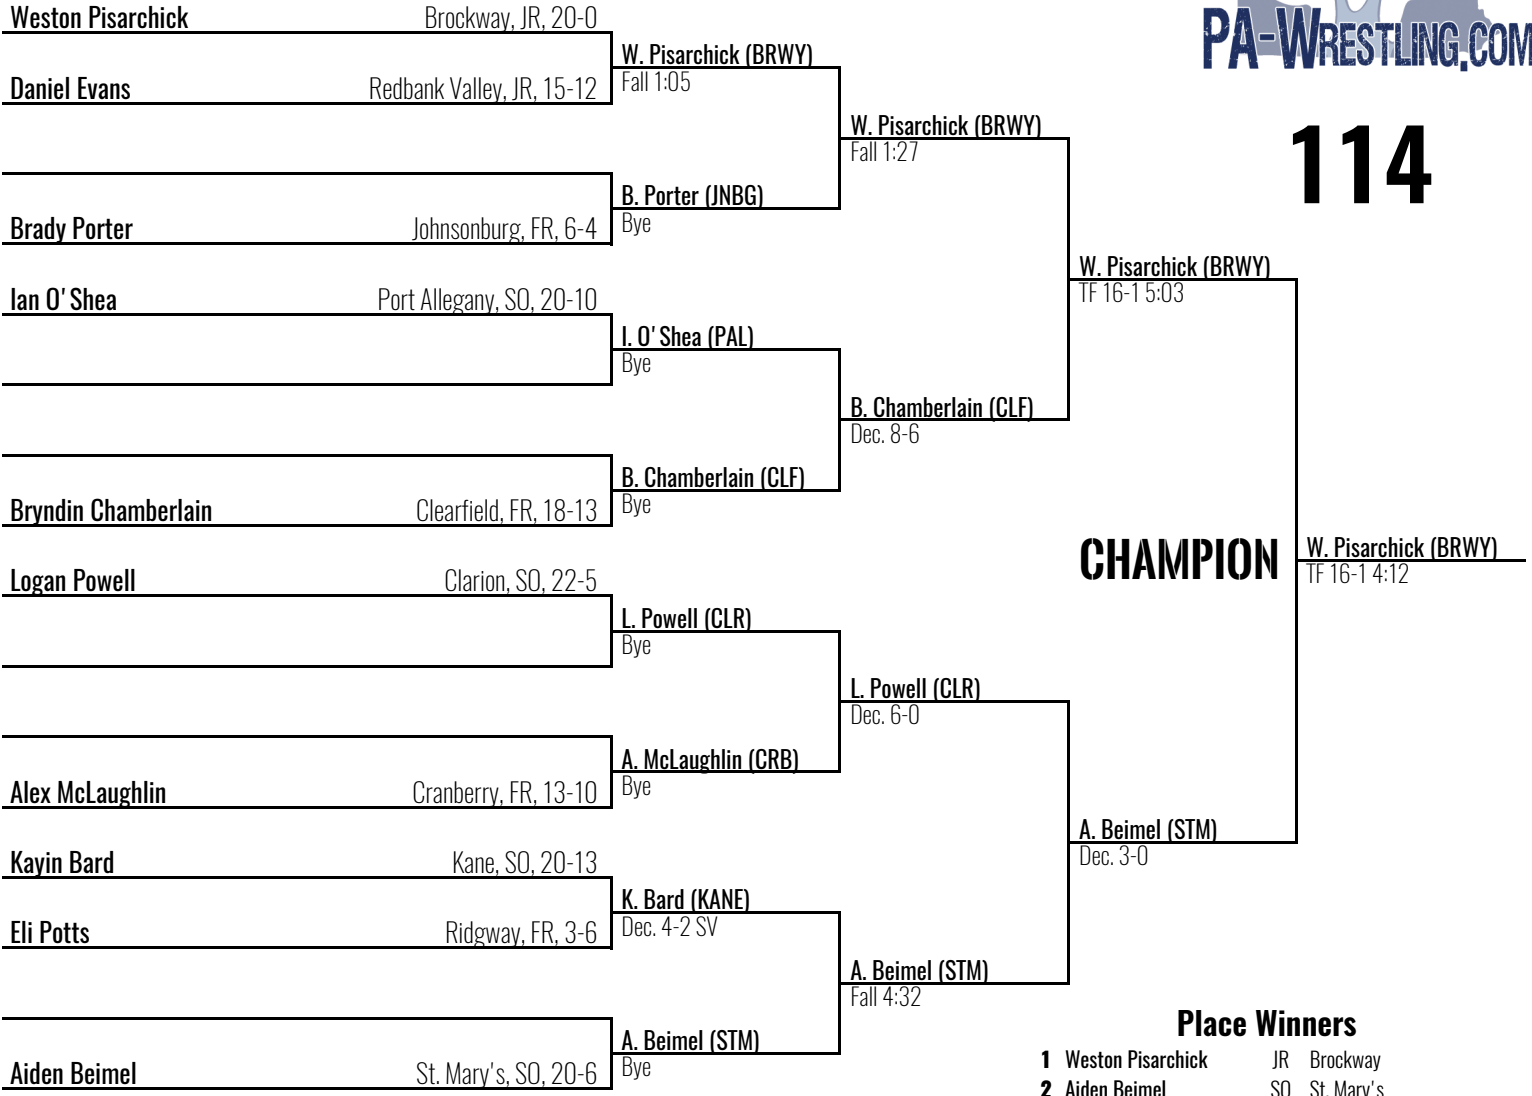 Weston Pisarchick Brockway, JR, 20-0
Daniel Evans Redbank Valley, JR, 15-12
Brady Porter Johnsonburg, FR, 6-4
Ian O'Shea Port Allegany, SO, 20-10
Bryndin Chamberlain Clearfield, FR, 18-13
Logan Powell Clarion, SO, 22-5
Alex McLaughlin Cranberry, FR, 13-10
Kayin Bard Kane, SO, 20-13
Eli Potts Ridgway, FR, 3-6
Aiden Beimel St. Mary's, SO, 20-6
W. Pisarchick (BRWY)
Fall 1:05
B. Porter (JNBG)
Bye
I. O'Shea (PAL)
Bye
B. Chamberlain (CLF)
Bye
L. Powell (CLR)
Bye
A. McLaughlin (CRB)
Bye
K. Bard (KANE)
Dec. 4-2 SV
A. Beimel (STM)
Bye
W. Pisarchick (BRWY)
Fall 1:27
B. Chamberlain (CLF)
Dec. 8-6
L. Powell (CLR)
Dec. 6-0
A. Beimel (STM)
Fall 4:32
W. Pisarchick (BRWY)
TF 16-1 5:03
A. Beimel (STM)
Dec. 3-0
CHAMPION
W. Pisarchick (BRWY)
TF 16-1 4:12
PA-WRESTLING.COM
114
Place Winners
1 Weston Pisarchick JR Brockway
2 Aiden Beimel SO St. Mary's